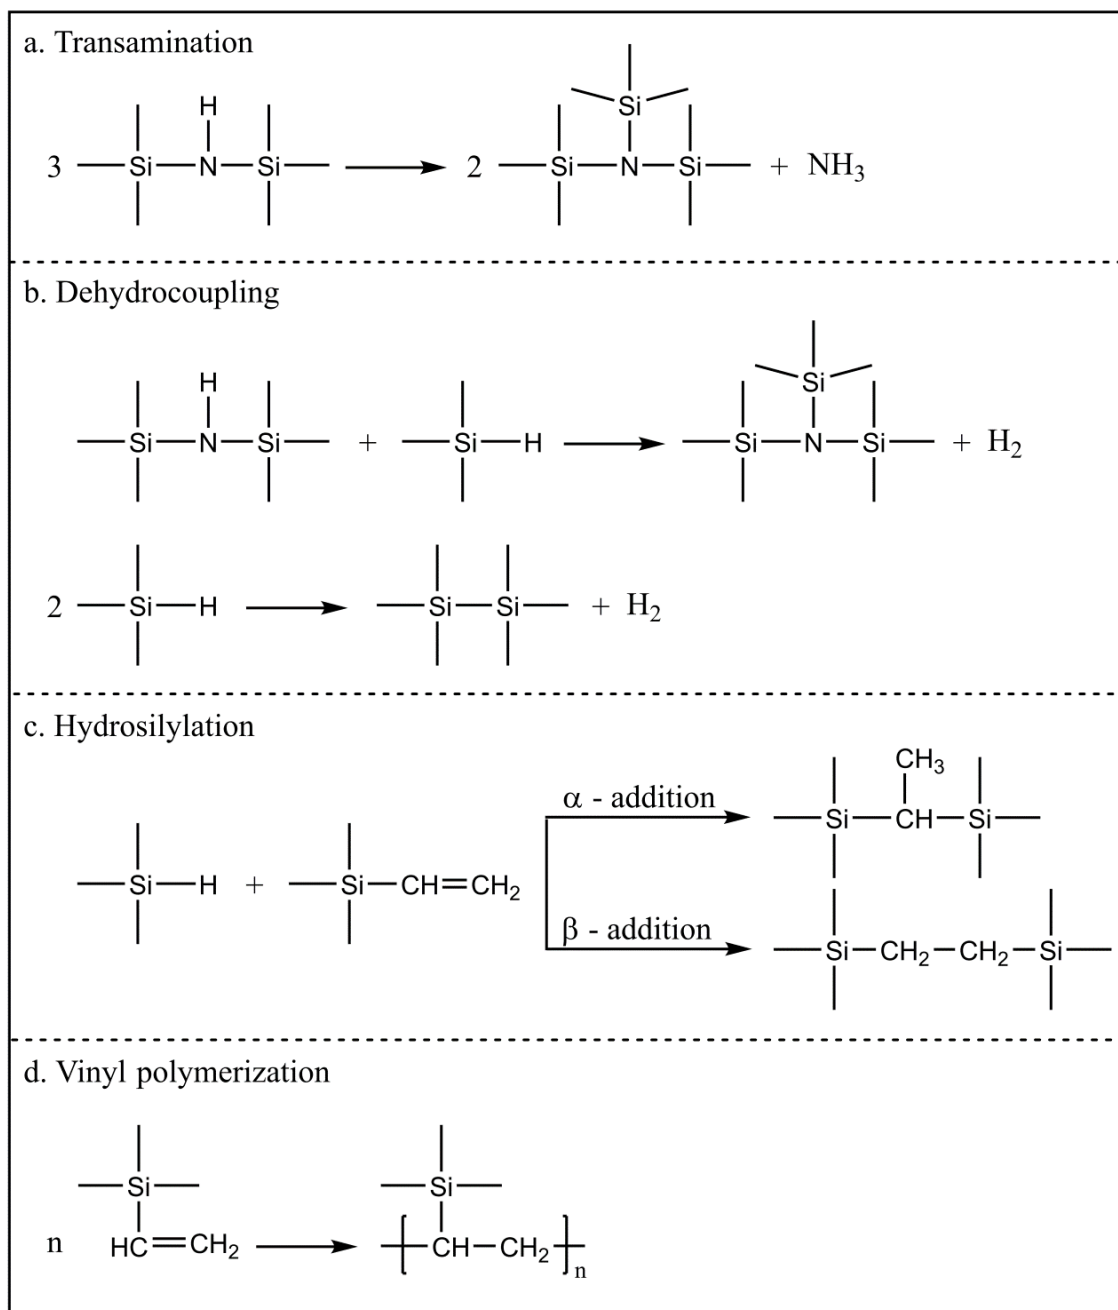 a. Transamination
H
3 Si N Si 2 Si N Si + NH3
Si
b. Dehydrocoupling
H
Si N Si + Si H Si N Si + H2
Si
2 Si H Si Si + H2
c. Hydrosilylation
α - addition
CH3
Si CH Si
Si H + Si CH CH2
β - addition
Si CH2 CH2 Si
d. Vinyl polymerization
Si Si
n HC CH2 CH CH2 n